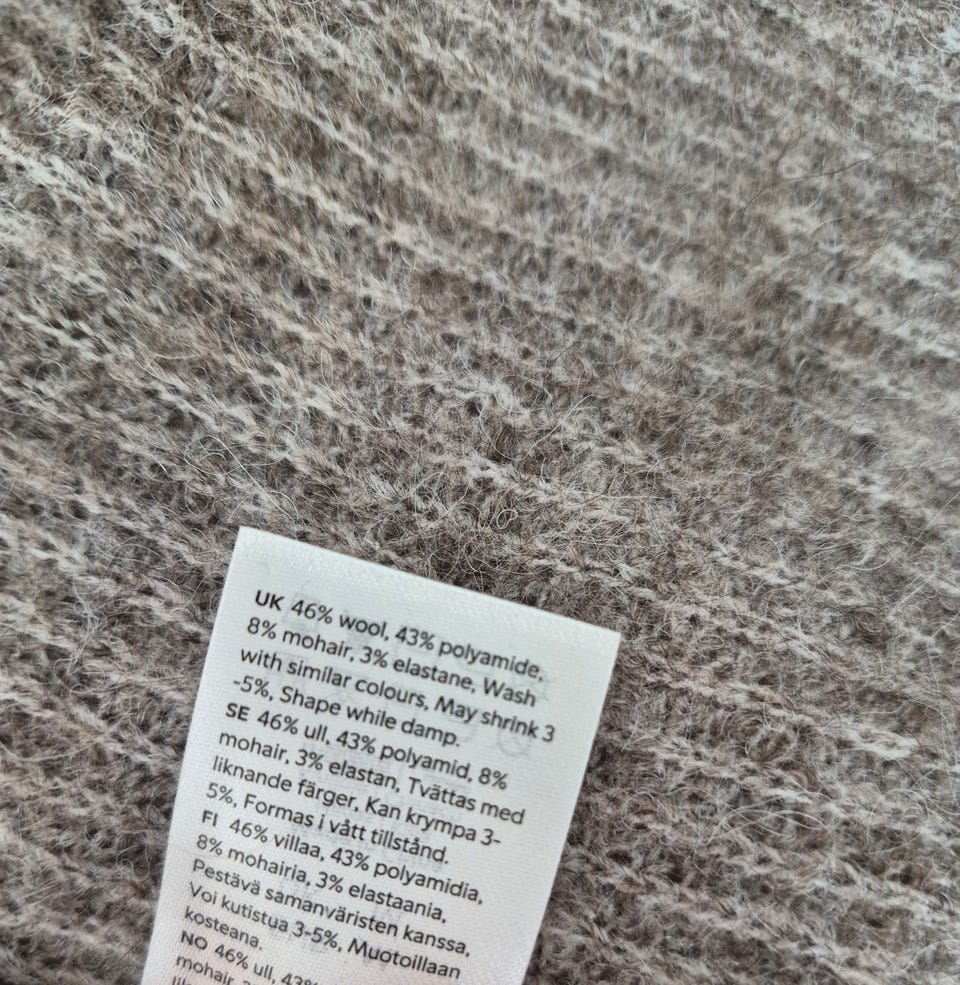 UK 46% wool, 43% polyamide,
8% mohair, 3% elastane, Wash
with similar colours, May shrink 3
-5%, Shape while damp.
SE 46% ull, 43% polyamid, 8%
mohair, 3% elastan, Tvättas med
liknande färger, Kan krympa 3-
5%, Formas i vått tillstånd.
FI 46% villaa, 43% polyamidia,
8% mohairia, 3% elastaania,
Pestävä samanväristen kanssa,
Voi kutistua 3-5%, Muotoillaan
kosteana.
NO 46% ull, 43%
mohair,